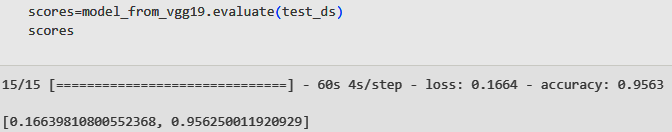 scores=model_from_vgg19.evaluate(test_ds)
scores
15/15 [==============================] - 60s 4s/step - loss: 0.1664 - accuracy: 0.9563
[0.16639810800552368, 0.956250011920929]